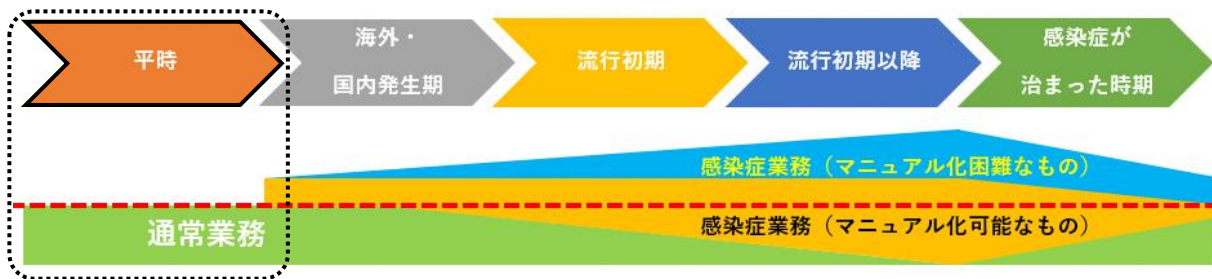 平時
海外・
国内発生期
流行初期
流行初期以降
感染症が
治まった時期
感染症業務（マニュアル化困難なもの）
通常業務
感染症業務（マニュアル化可能なもの）